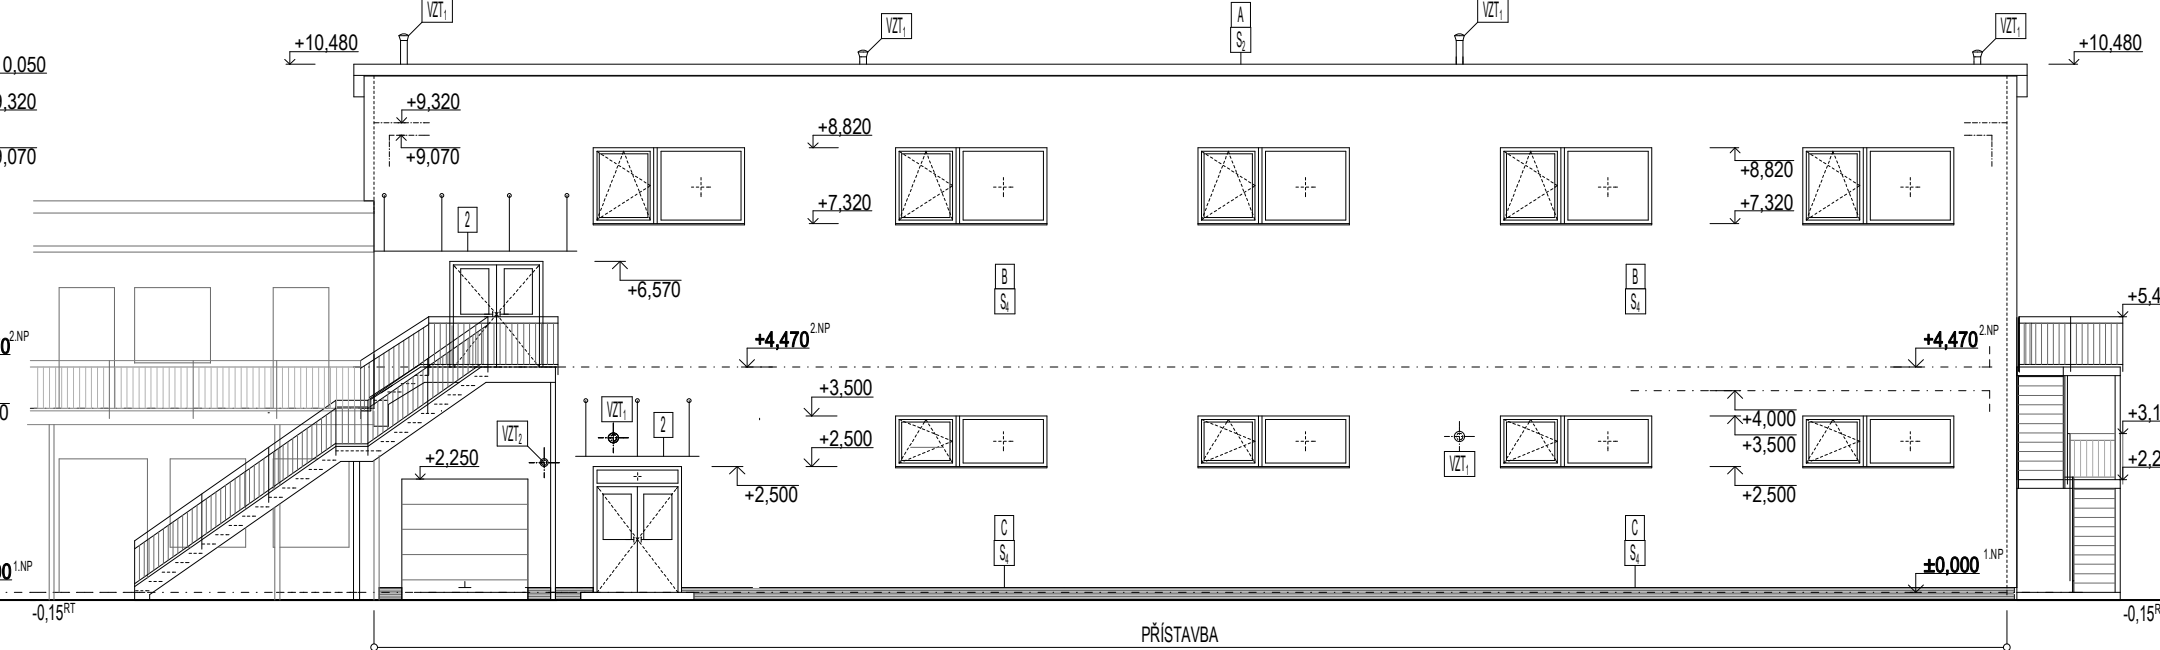 VZT₁
VZT₁
A
S₂
VZT₁
VZT₁
+10,480
+10,480
0,050
+9,320
,320
+9,070
,070
+8,820
+8,820
+7,320
+7,320
2
B
S₄
B
S₄
+6,570
+5,4
0 2.NP
+4,470 2.NP
+4,470 2.NP
+3,500
+4,000
+3,500
+3,1
0
VZT₁
2
VZT₂
+2,250
+2,500
+2,500
VZT₁
+2,500
+2,2
C
S₄
C
S₄
00 1.NP
±0,000 1.NP
-0,15RT
-0,15R
PŘÍSTAVBA